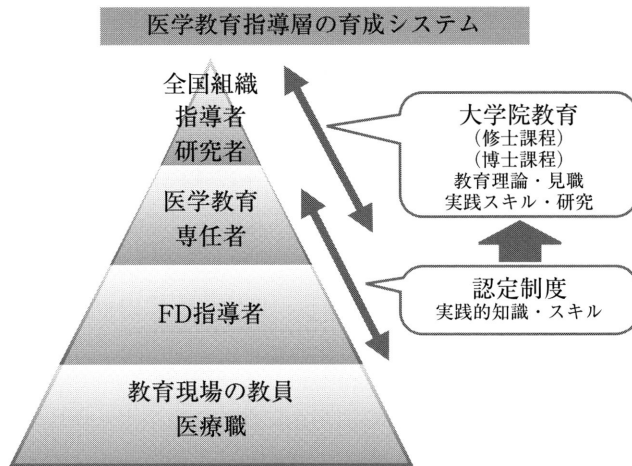 医学教育指導層の育成システム
全国組織
指導者
研究者
医学教育
専任者
FD指導者
教育現場の教員
医療職
大学院教育
(修士課程)
(博士課程)
教育理論・見職
実践スキル・研究
認定制度
実践的知識・スキル